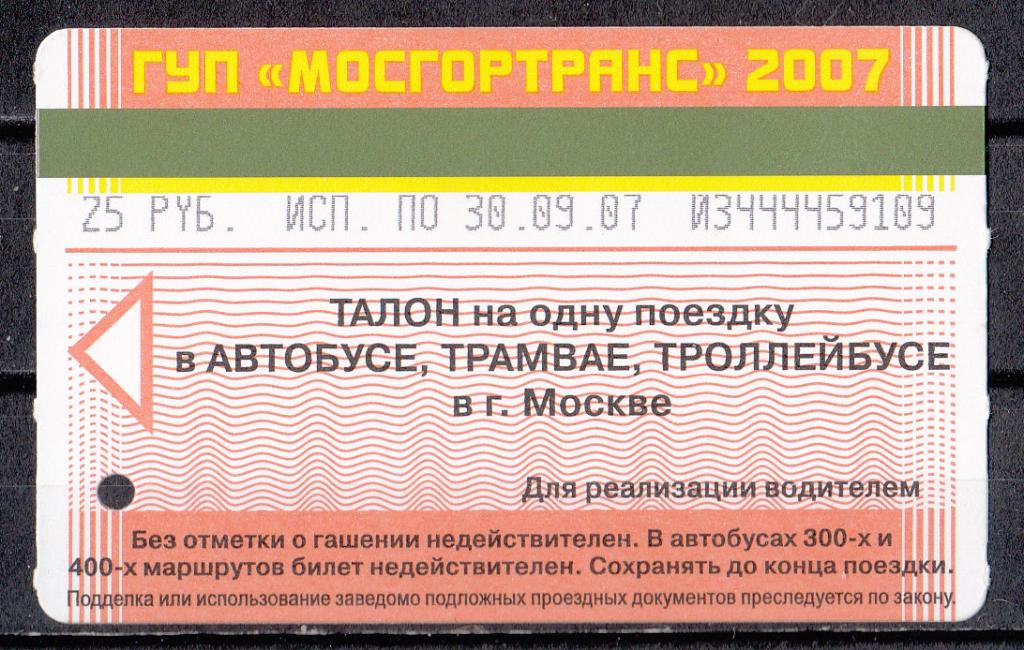 ГУП «МОСГОРТРАНС» 2007
25 РУБ. ИСП. ПО 30.09.07 И3444459109
ТАЛОН на одну поездку
в АВТОБУСЕ, ТРАМВАЕ, ТРОЛЛЕЙБУСЕ
в г. Москве
Для реализации водителем
Без отметки о гашении недействителен. В автобусах 300-х и
400-х маршрутов билет недействителен. Сохранять до конца поездки.
Подделка или использование заведомо подложных проездных документов преследуется по закону.